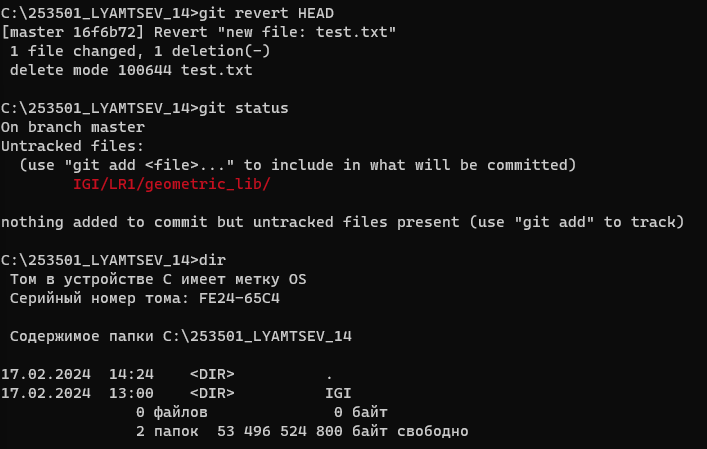 C:\253501_LYAMTSEV_14>git revert HEAD
[master 16f6b72] Revert "new file: test.txt"
 1 file changed, 1 deletion(-)
 delete mode 100644 test.txt

C:\253501_LYAMTSEV_14>git status
On branch master
Untracked files:
  (use "git add <file>..." to include in what will be committed)
        IGI/LR1/geometric_lib/

nothing added to commit but untracked files present (use "git add" to track)

C:\253501_LYAMTSEV_14>dir
 Том в устройстве C имеет метку OS
 Серийный номер тома: FE24-65C4

 Содержимое папки C:\253501_LYAMTSEV_14

17.02.2024  14:24    <DIR>          .
17.02.2024  13:00    <DIR>          IGI
               0 файлов              0 байт
               2 папок  53 496 524 800 байт свободно